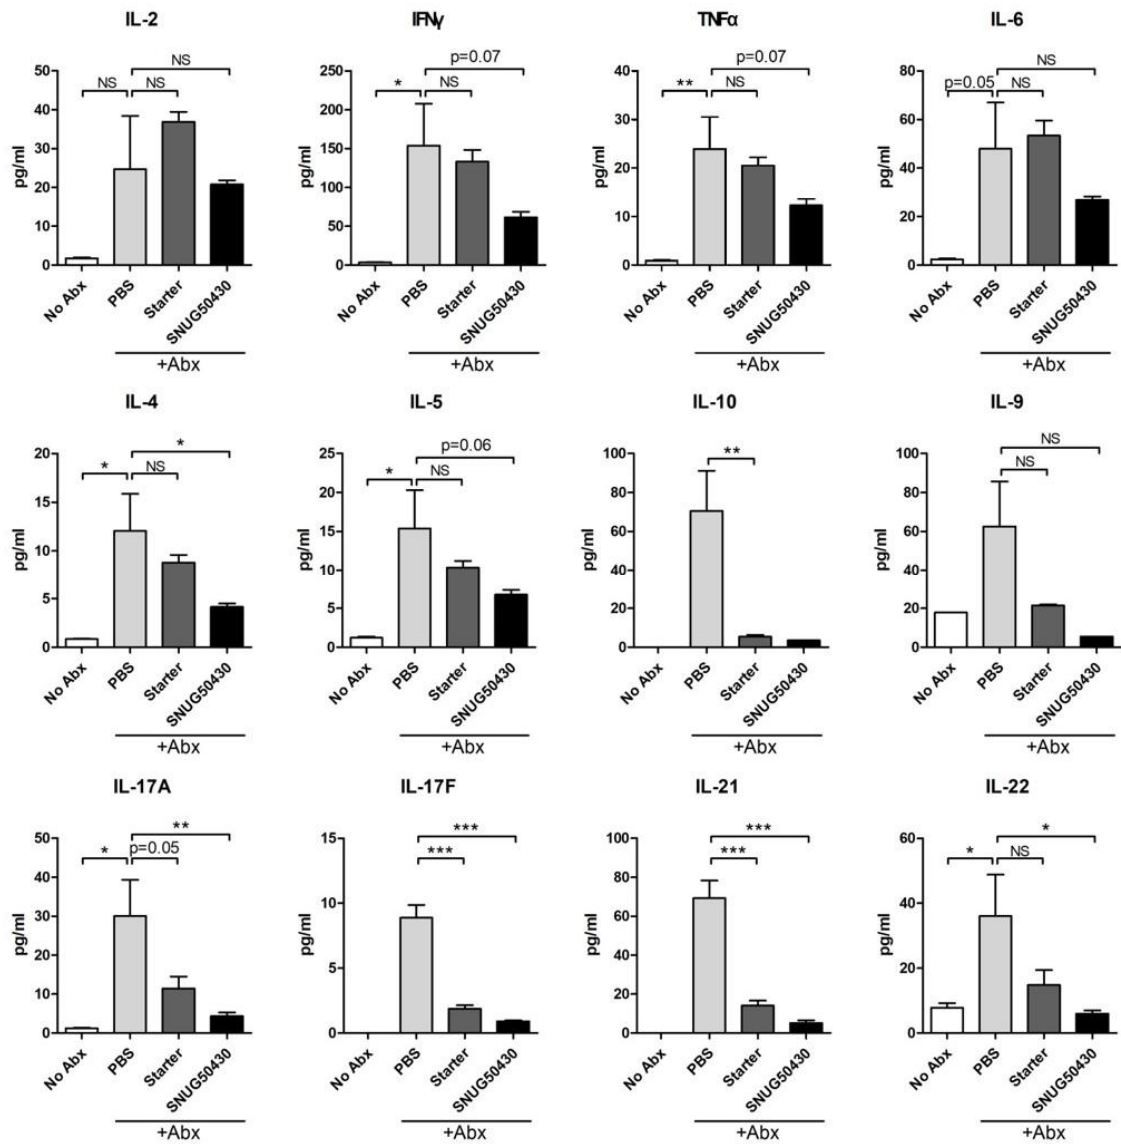 IL-2 IFNγ TNFα IL-6
NS p=0.07 p=0.07 NS
NS NS * NS ** NS p=0.05 NS
pg/ml pg/ml pg/ml pg/ml
50 250 40 80
40 200 30 60
30 150 20 40
20 100 10 20
10 50 0 0
0 0
No Abx PBS Starter SNUG50430 No Abx PBS Starter SNUG50430 No Abx PBS Starter SNUG50430 No Abx PBS Starter SNUG50430
+Abx +Abx +Abx +Abx
IL-4 IL-5 IL-10 IL-9
* p=0.06 ** NS
* NS * NS NS
pg/ml pg/ml pg/ml pg/ml
20 25 100 100
15 20 80 80
10 15 60 60
5 10 40 40
0 5 20 20
0 0 0
No Abx PBS Starter SNUG50430 No Abx PBS Starter SNUG50430 No Abx PBS Starter SNUG50430 No Abx PBS Starter SNUG50430
+Abx +Abx +Abx +Abx
IL-17A IL-17F IL-21 IL-22
** *** *** *
* p=0.05 *** *** * NS
pg/ml pg/ml pg/ml pg/ml
50 15 100 60
40 10 80 40
30 5 60 20
20 0 40 0
10 20
0 0
No Abx PBS Starter SNUG50430 No Abx PBS Starter SNUG50430 No Abx PBS Starter SNUG50430 No Abx PBS Starter SNUG50430
+Abx +Abx +Abx +Abx